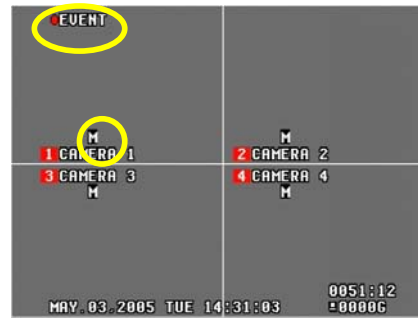 EVENT
M M
1 CAMERA 1 2 CAMERA 2
3 CAMERA 3 4 CAMERA 4
M M
0051:12
MAY.03.2005 TUE 14:31:03 0000G